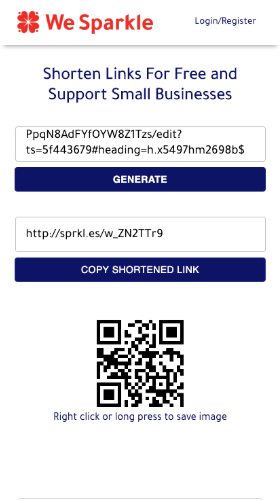 We Sparkle
Login/Register
Shorten Links For Free and
Support Small Businesses
PpqN8AdFYfOYW8Z1Tzs/edit?
ts=5f443679#heading=h.x5497hm2698b$
GENERATE
http://sprkl.es/w_ZN2TTr9
COPY SHORTENED LINK
Right click or long press to save image